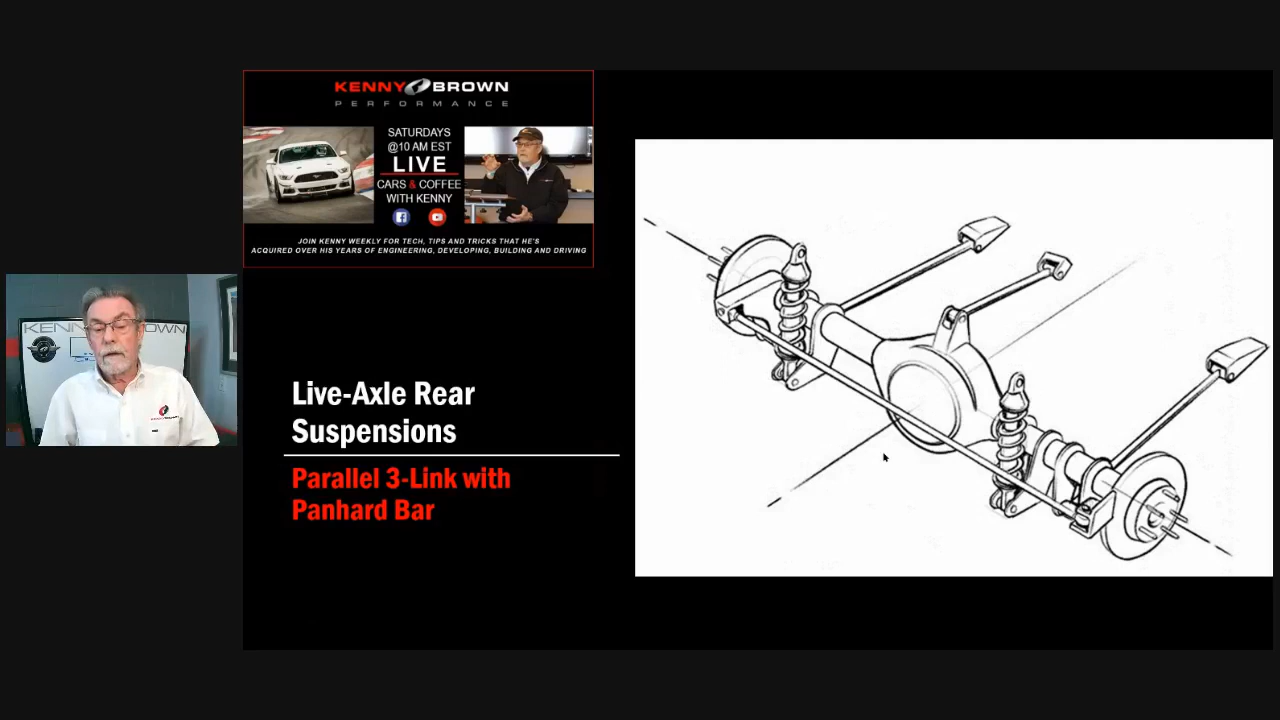 KENNY BROWN
PERFORMANCE
SATURDAYS
@10 AM EST
LIVE
CARS & COFFEE
WITH KENNY
JOIN KENNY WEEKLY FOR TECH, TIPS AND TRICKS THAT HE'S
ACQUIRED OVER HIS YEARS OF ENGINEERING, DEVELOPING, BUILDING AND DRIVING
Live-Axle Rear
Suspensions
Parallel 3-Link with
Panhard Bar